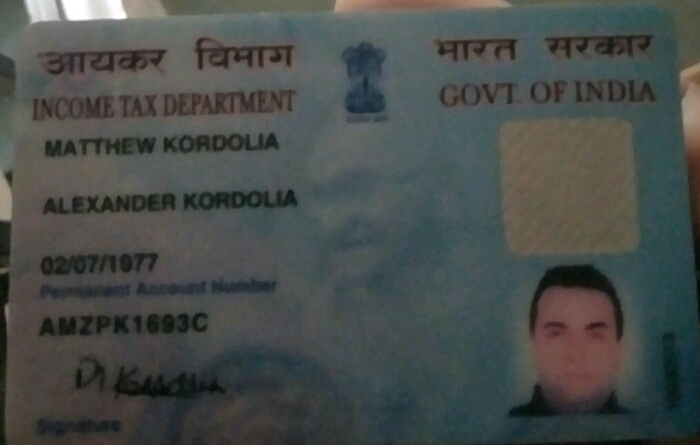 आयकर विभाग
भारत सरकार
INCOME TAX DEPARTMENT
GOVT. OF INDIA
MATTHEW KORDOLIA
ALEXANDER KORDOLIA
02/07/1977
Permanent Account Number
AMZPK1693C
Signature